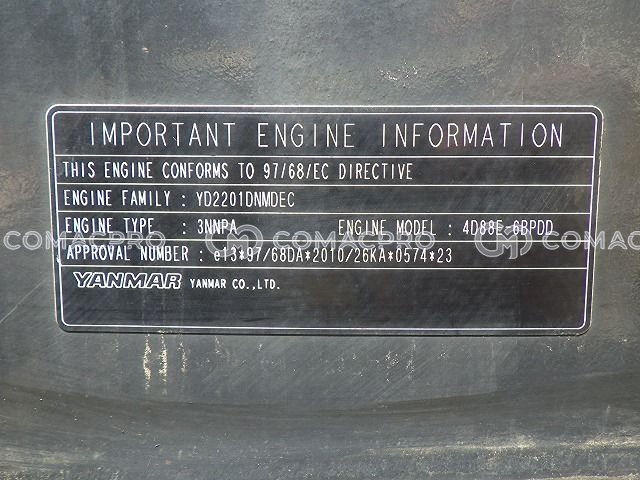 IMPORTANT ENGINE INFORMATION
THIS ENGINE CONFORMS TO 97/68/EC DIRECTIVE
ENGINE FAMILY : YD2201DNMDEC
ENGINE TYPE : 3NNPA ENGINE MODEL : 4D88E-6BPDD
COMACPRO COMACPRO COMACPRO
APPROVAL NUMBER : e13*97/68DA*2010/26KA*0574*23
YANMAR YANMAR CO.,LTD.